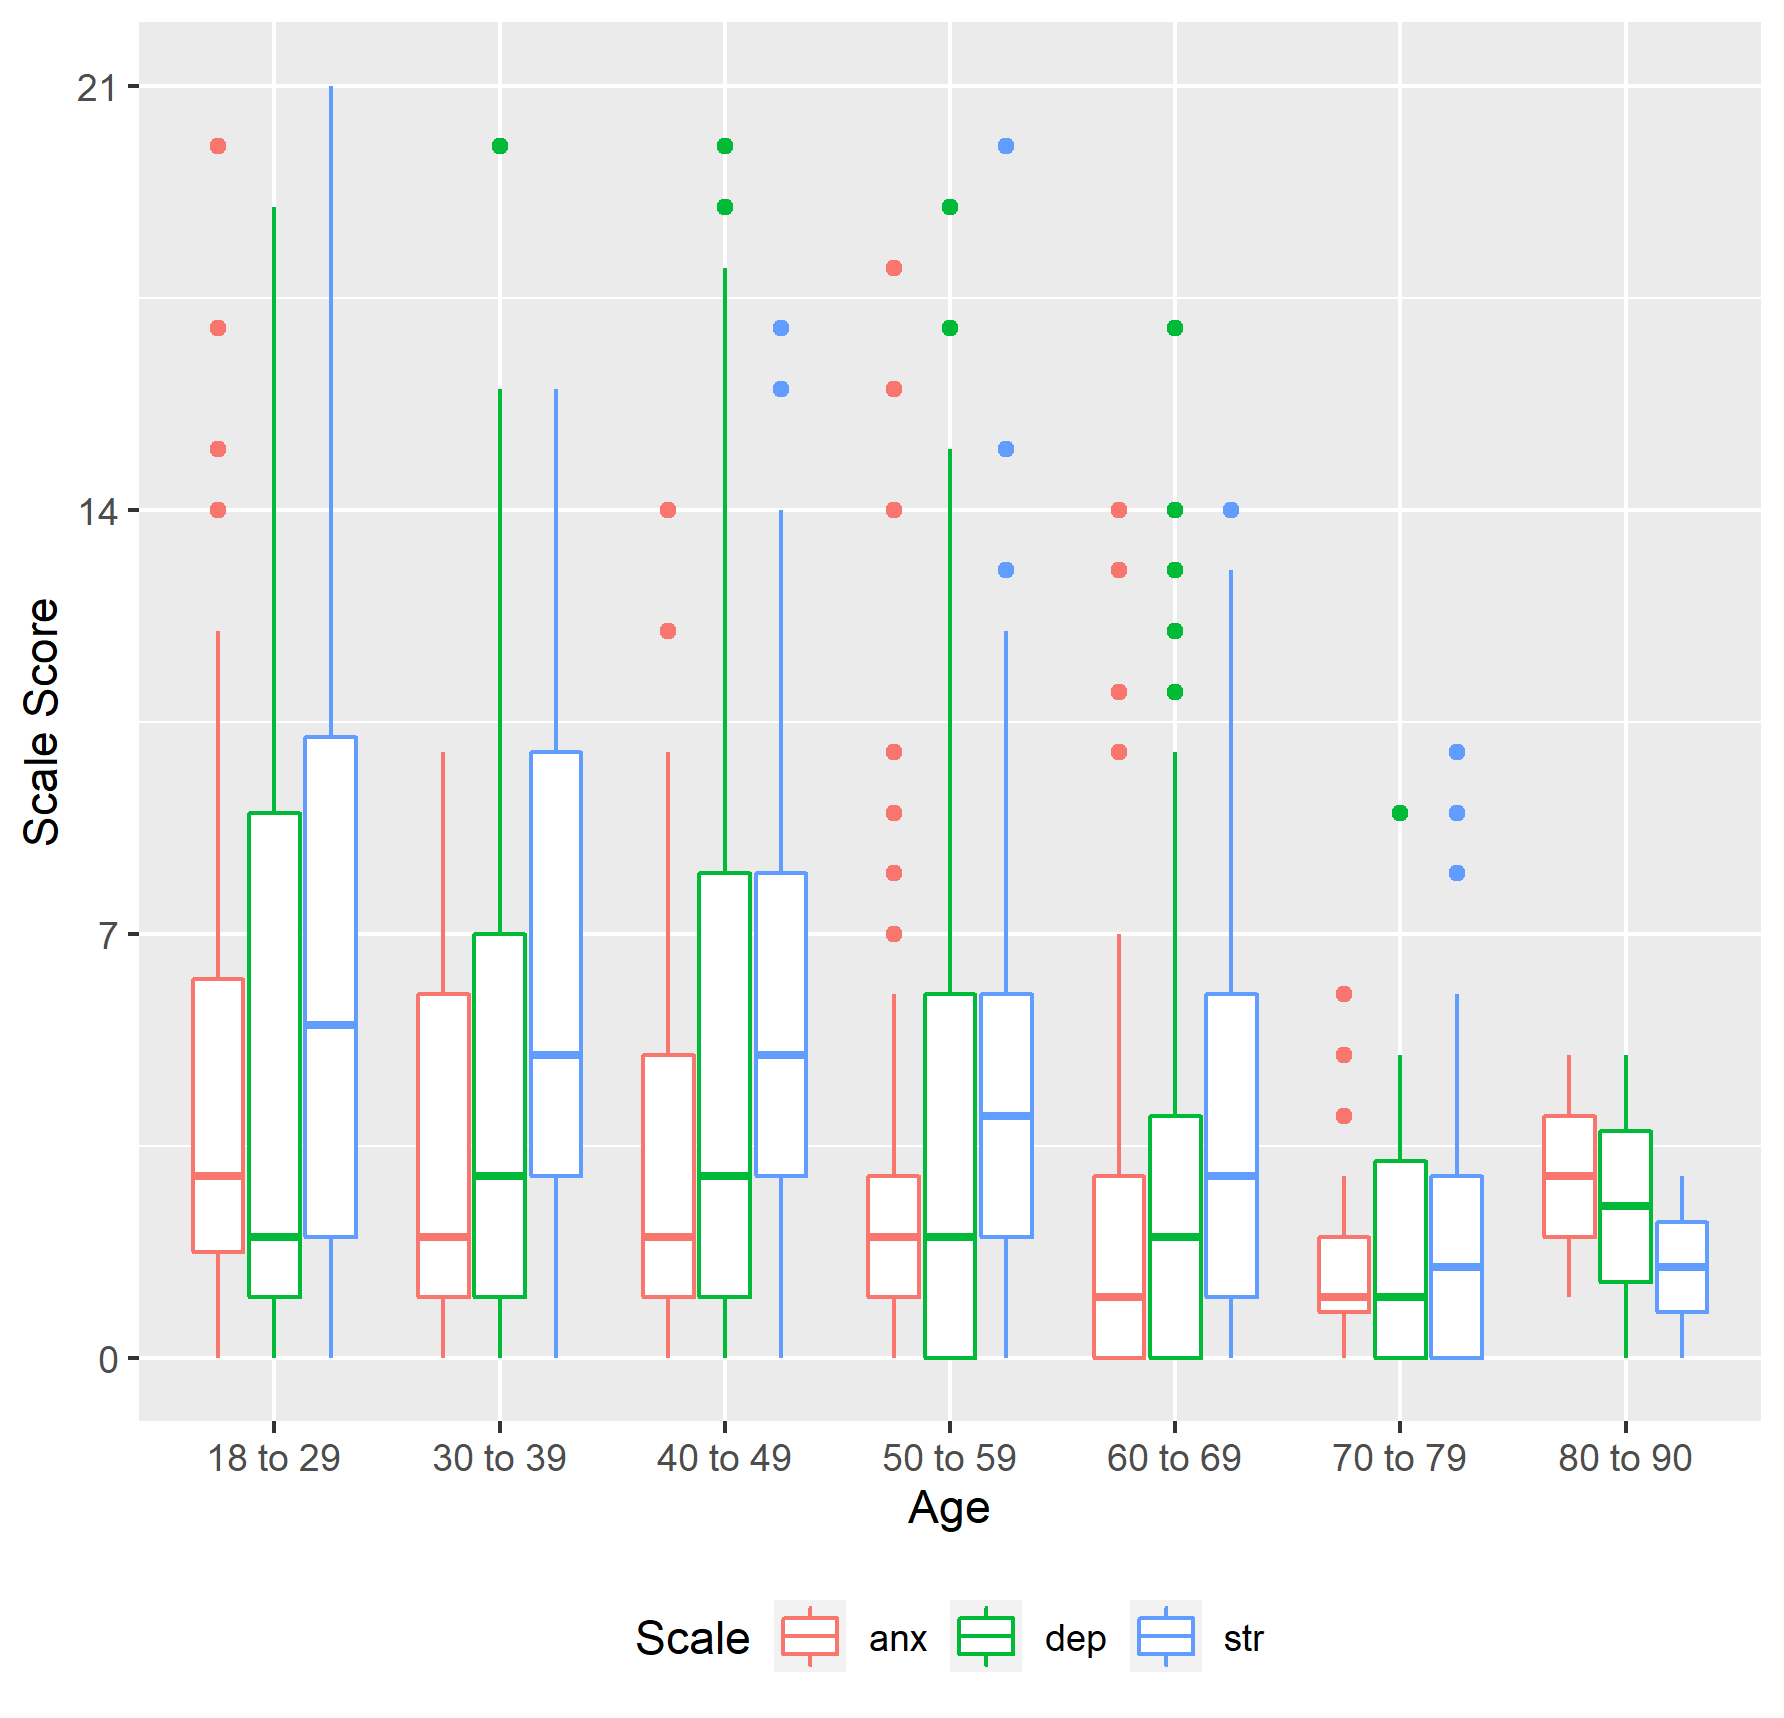 21
14
7
0
Scale Score
18 to 29 30 to 39 40 to 49 50 to 59 60 to 69 70 to 79 80 to 90
Age
Scale anx dep str